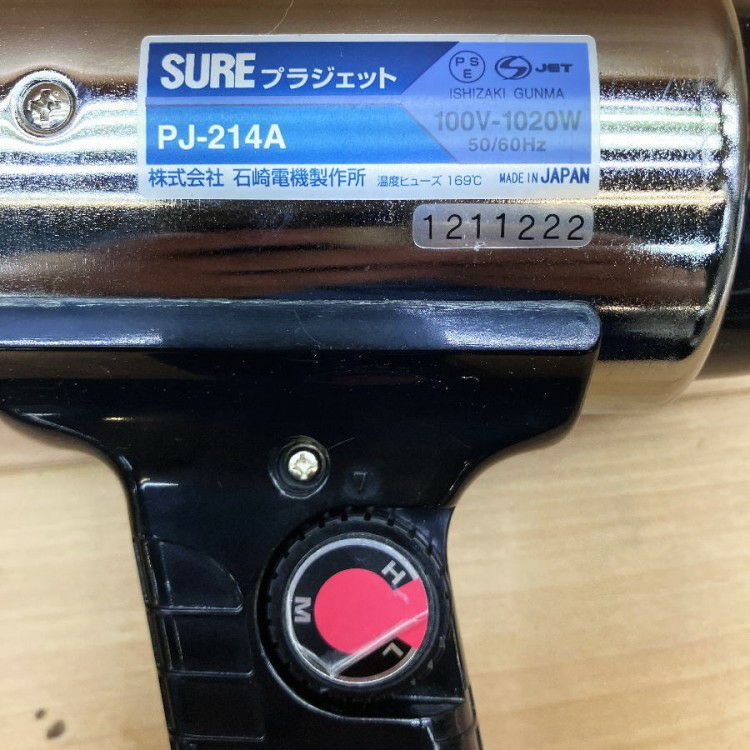 SURE プラジェット
PSE JET
ISHIZAKI GUNMA
PJ-214A
100V-1020W
50/60Hz
株式会社 石崎電機製作所 温度ヒューズ 169℃ MADE IN JAPAN
1211222
H
M
L